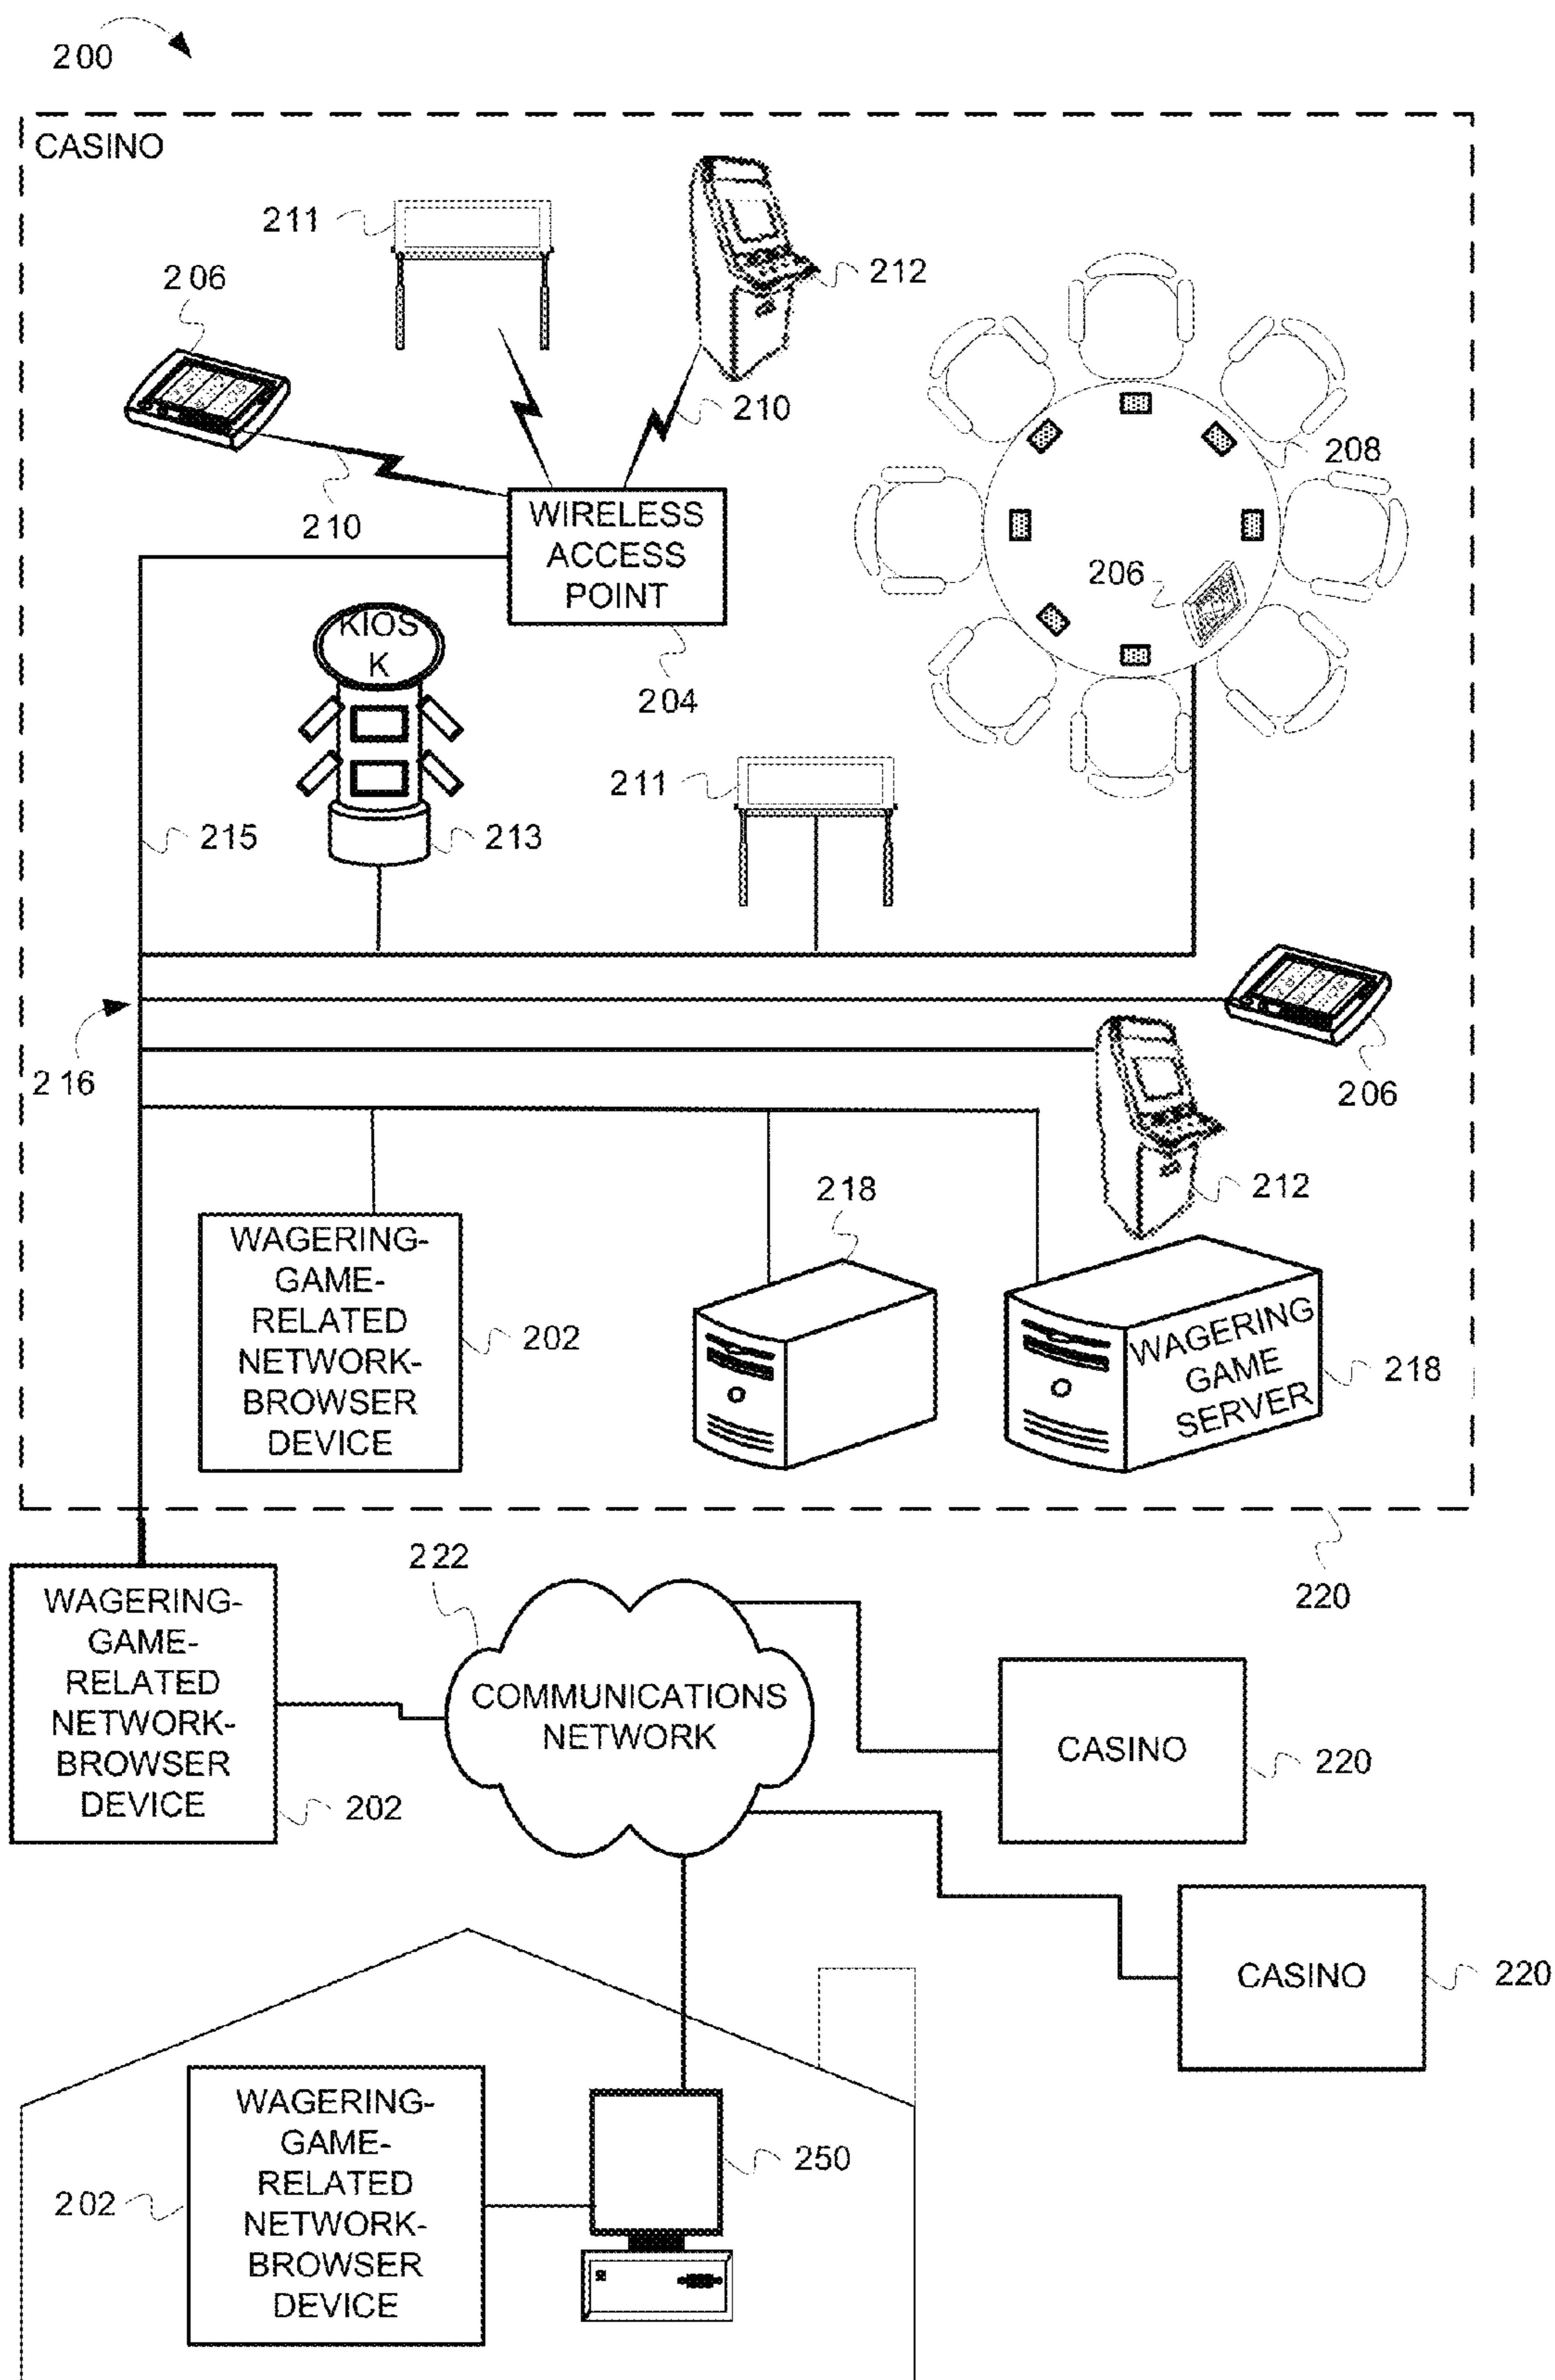 200
CASINO
211
212
206
210
208
210
WIRELESS
ACCESS
POINT
206
KIOS
K
204
211
215
213
216
206
212
218
WAGERING-
GAME-
RELATED
NETWORK-
BROWSER
DEVICE
202
WAGERING
GAME
SERVER
218
222
220
WAGERING-
GAME-
RELATED
NETWORK-
BROWSER
DEVICE
202
COMMUNICATIONS
NETWORK
CASINO
220
CASINO
220
WAGERING-
GAME-
RELATED
NETWORK-
BROWSER
DEVICE
202
250